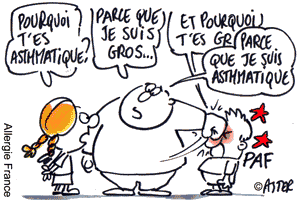 POURQUOI
T'ES
ASTHMATIQUE?
PARCE QUE
JE SUIS
GROS...
ET POURQUOI
T'ES GR
PARCE
QUE JE SUIS
ASTHMATIQUE
PAF
©ASTER
Allergie France